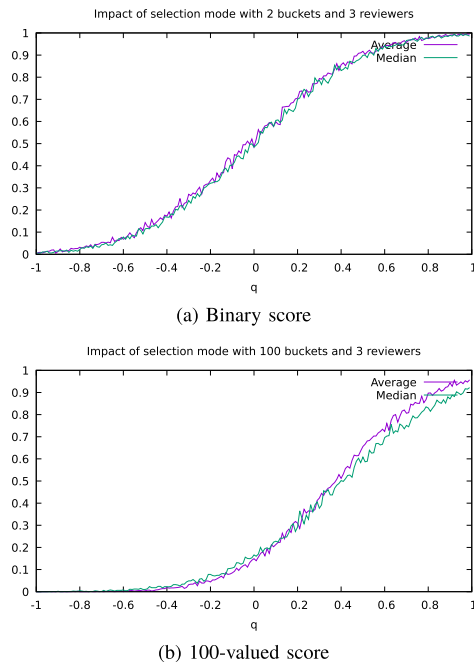 Impact of selection mode with 2 buckets and 3 reviewers
1
0.9
0.8
0.7
0.6
0.5
0.4
0.3
0.2
0.1
0
Average
Median
-1 -0.8 -0.6 -0.4 -0.2 0 0.2 0.4 0.6 0.8 1
q
(a) Binary score
Impact of selection mode with 100 buckets and 3 reviewers
1
0.9
0.8
0.7
0.6
0.5
0.4
0.3
0.2
0.1
0
Average
Median
-1 -0.8 -0.6 -0.4 -0.2 0 0.2 0.4 0.6 0.8 1
q
(b) 100-valued score